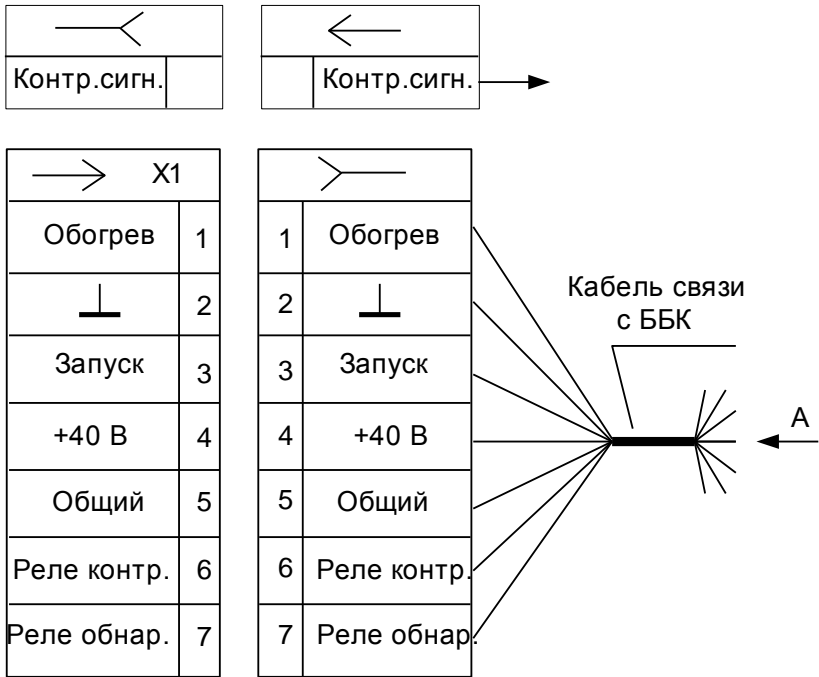 Контр.сигн.
Контр.сигн.
X1
Обогрев 1
2
Запуск 3
+40 В 4
Общий 5
Реле контр. 6
Реле обнар. 7
1 Обогрев
2
3 Запуск
4 +40 В
5 Общий
6 Реле контр.
7 Реле обнар.
Кабель связи
с ББК
А